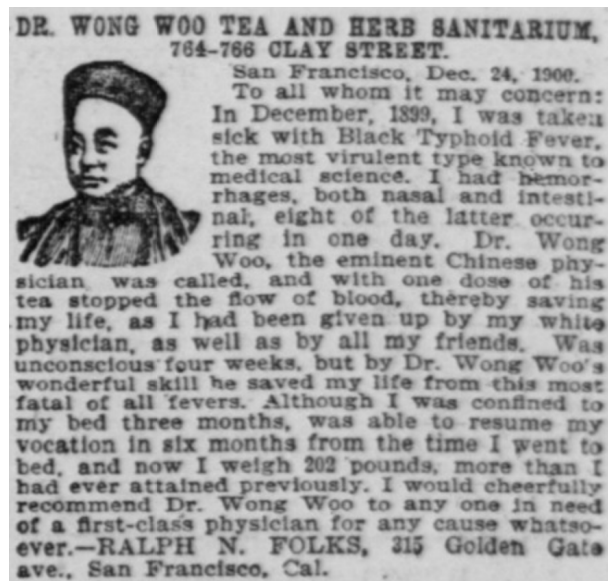 DR. WONG WOO TEA AND HERB SANITARIUM,
764-766 CLAY STREET.
San Francisco, Dec. 24, 1900.
To all whom it may concern:
In December, 1899, I was taken
sick with Black Typhoid Fever,
the most virulent type known to
medical science. I had hemor-
rhages, both nasal and intesti-
nal, eight of the latter occur-
ring in one day. Dr. Wong
Woo, the eminent Chinese phy-
sician was called, and with one dose of his
tea stopped the flow of blood, thereby saving
my life, as I had been given up by my white
physician, as well as by all my friends. Was
unconscious four weeks, but by Dr. Wong Woo's
wonderful skill he saved my life from this most
fatal of all fevers. Although I was confined to
my bed three months, was able to resume my
vocation in six months from the time I went to
bed, and now I weigh 202 pounds, more than I
had ever attained previously. I would cheerfully
recommend Dr. Wong Woo to any one in need
of a first-class physician for any cause whatso-
ever.—RALPH N. FOLKS, 315 Golden Gate
ave., San Francisco, Cal.